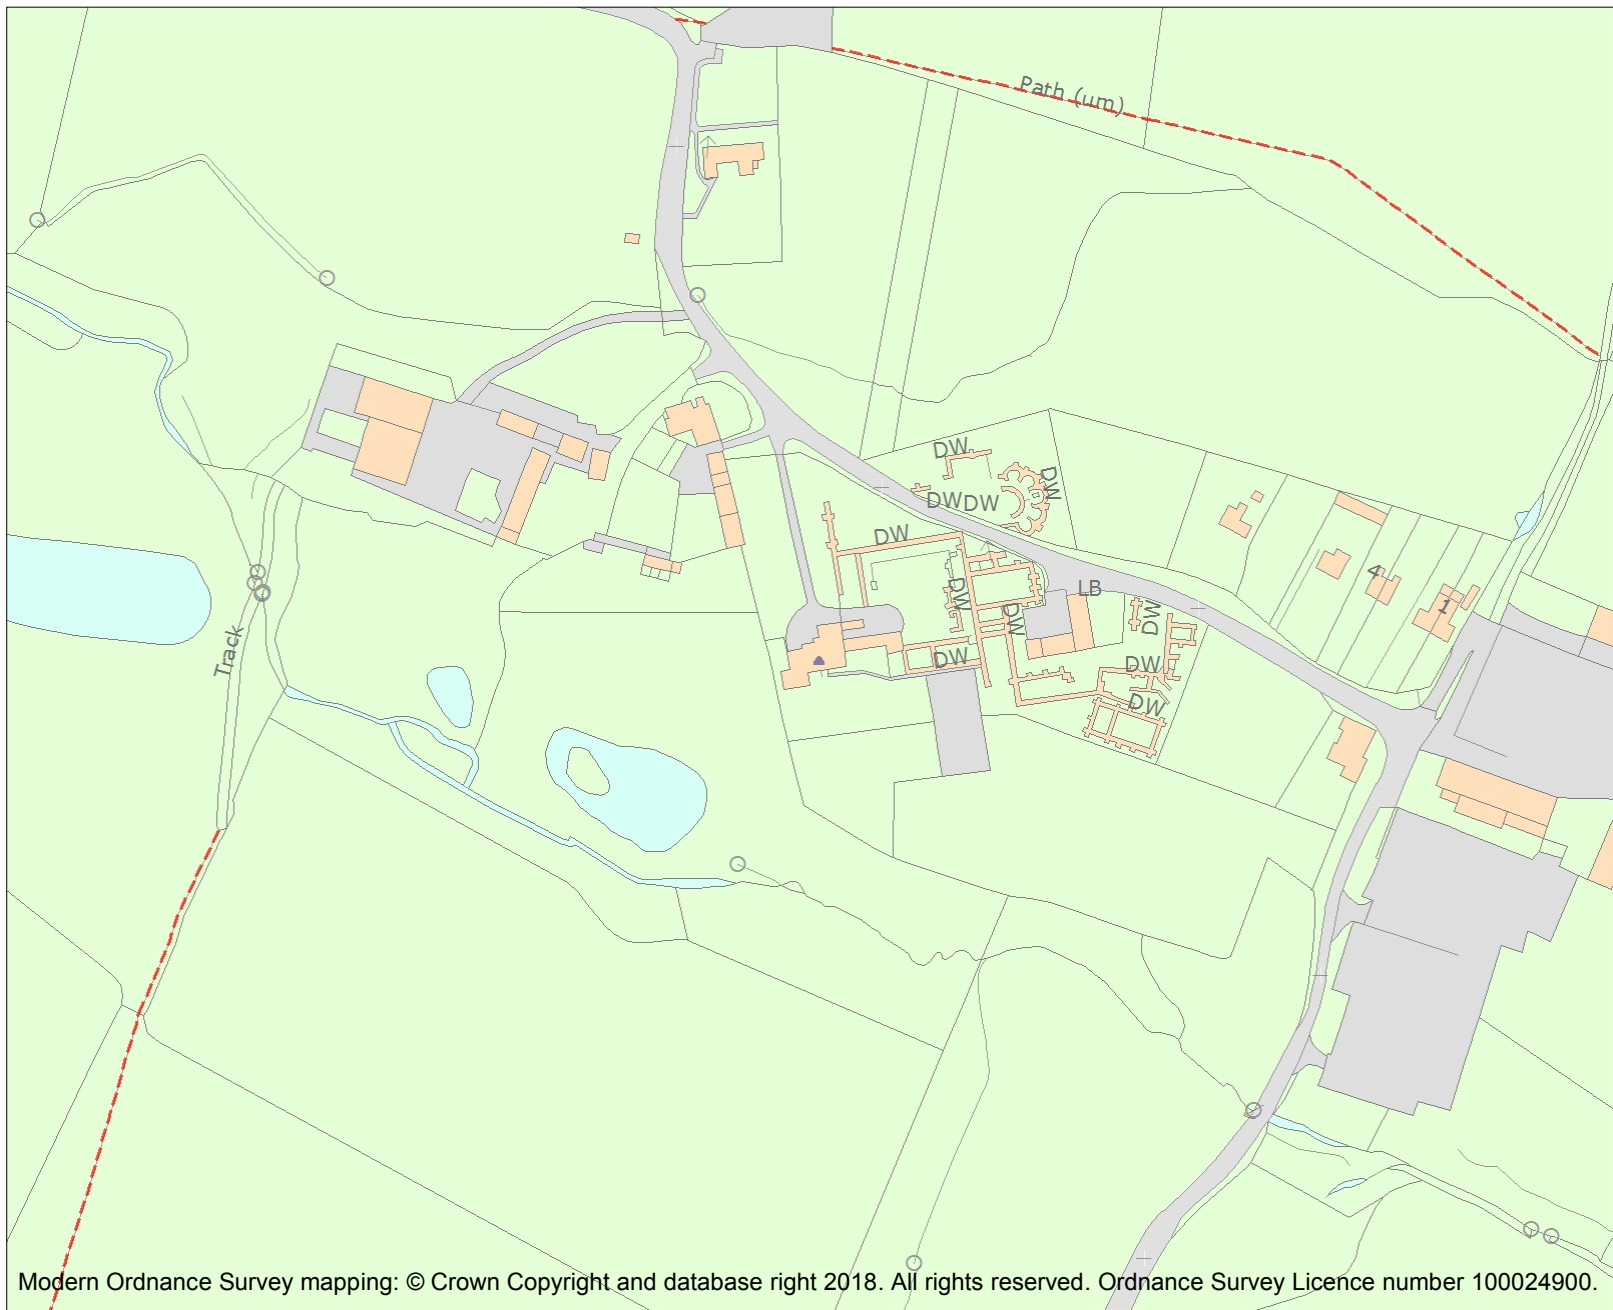 Path (um)
DW
DW
DWDW
DW
LB
4
1
DW
DW
DW
DW
DW
DW
Track
Modern Ordnance Survey mapping: © Crown Copyright and database right 2018. All rights reserved. Ordnance Survey Licence number 100024900.